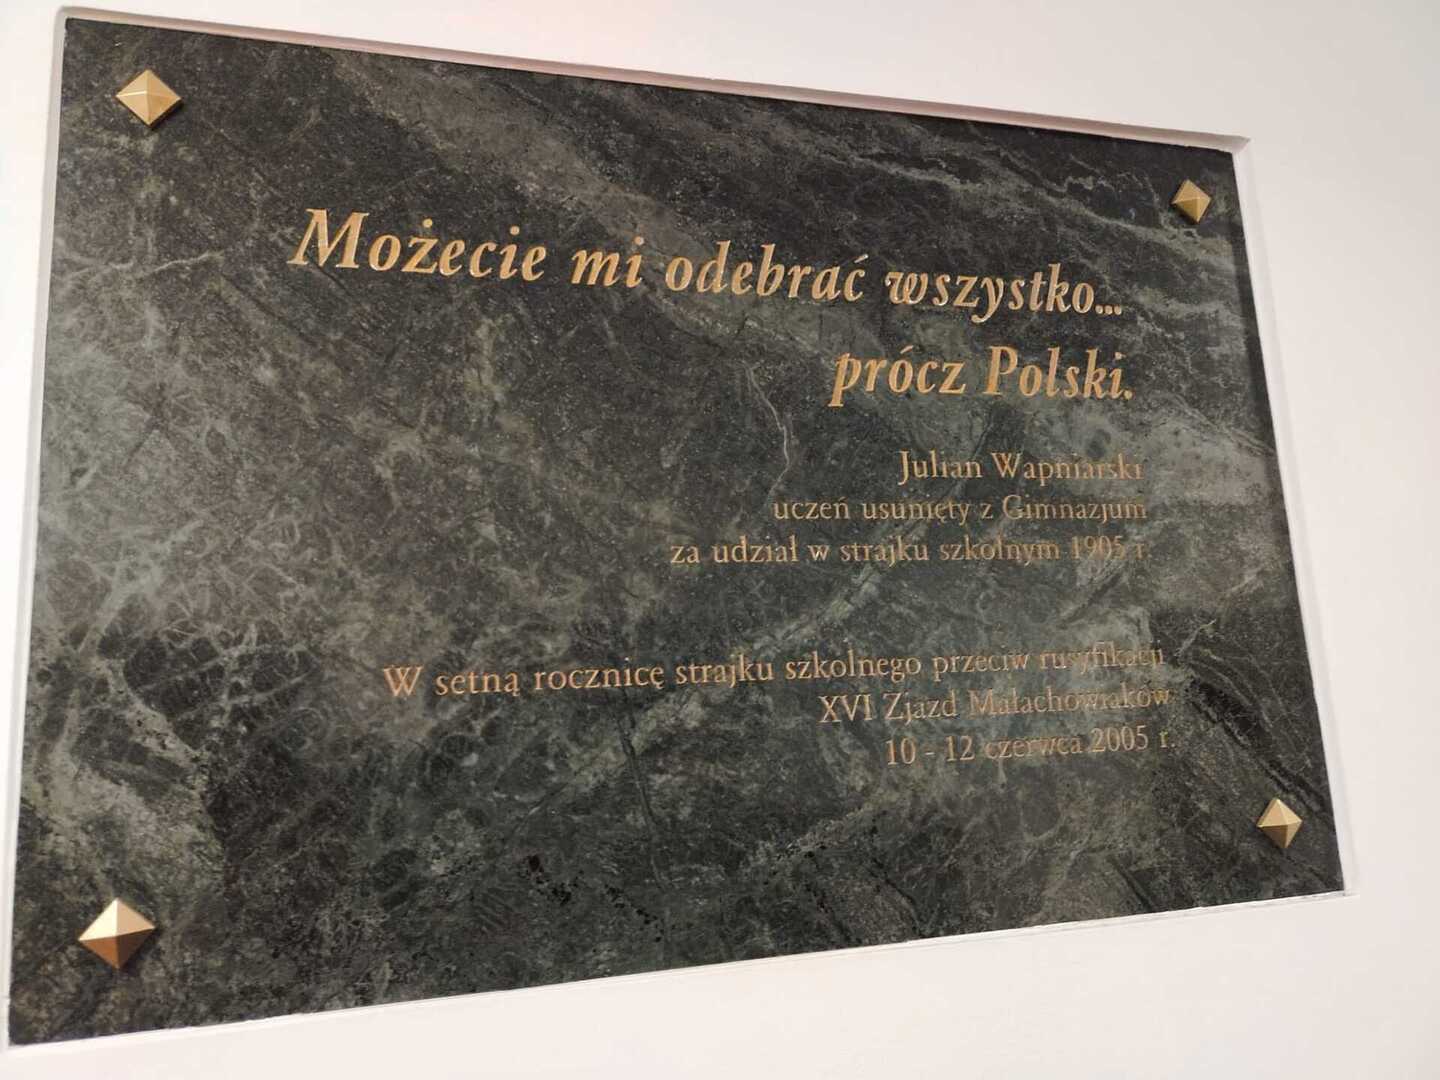 Możecie mi odebrać wszystko...
prócz Polski.
Julian Wapniarski
uczeń usunięty z Gimnazjum
za udział w strajku szkolnym 1905 r.
W setną rocznicę strajku szkolnego przeciw rusyfikacji
XVI Zjazd Małachowiaków
10 - 12 czerwca 2005 r.